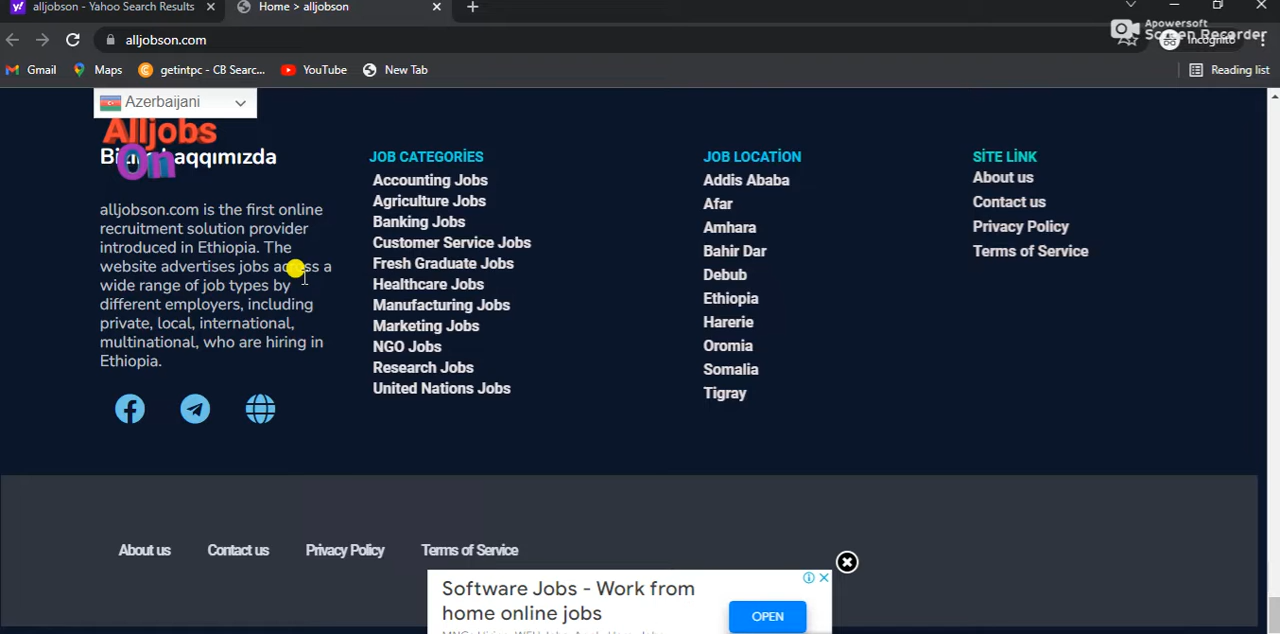 alljobson - Yahoo Search Results
Home > alljobson
alljobson.com
Apowersoft
Screen Recorder
Incognito
Gmail
Maps
getintpc - CB Searc...
YouTube
New Tab
Reading list
Azerbaijani
Alljobs
On
alljobson.com is the first online
recruitment solution provider
introduced in Ethiopia. The
website advertises jobs across a
wide range of job types by
different employers, including
private, local, international,
multinational, who are hiring in
Ethiopia.
JOB CATEGORİES
Accounting Jobs
Agriculture Jobs
Banking Jobs
Customer Service Jobs
Fresh Graduate Jobs
Healthcare Jobs
Manufacturing Jobs
Marketing Jobs
NGO Jobs
Research Jobs
United Nations Jobs
JOB LOCATİON
Addis Ababa
Afar
Amhara
Bahir Dar
Debub
Ethiopia
Harerie
Oromia
Somalia
Tigray
SİTE LİNK
About us
Contact us
Privacy Policy
Terms of Service
About us Contact us Privacy Policy Terms of Service
Software Jobs - Work from
home online jobs
OPEN